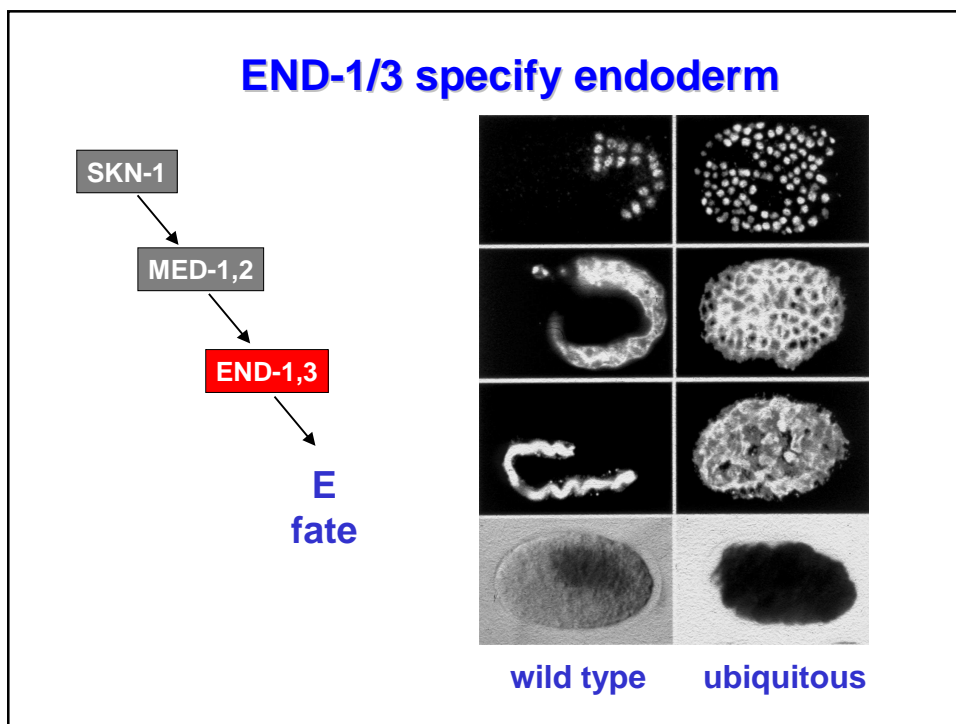 END-1/3 specify endoderm
SKN-1
MED-1,2
END-1,3
E
fate
wild type
ubiquitous